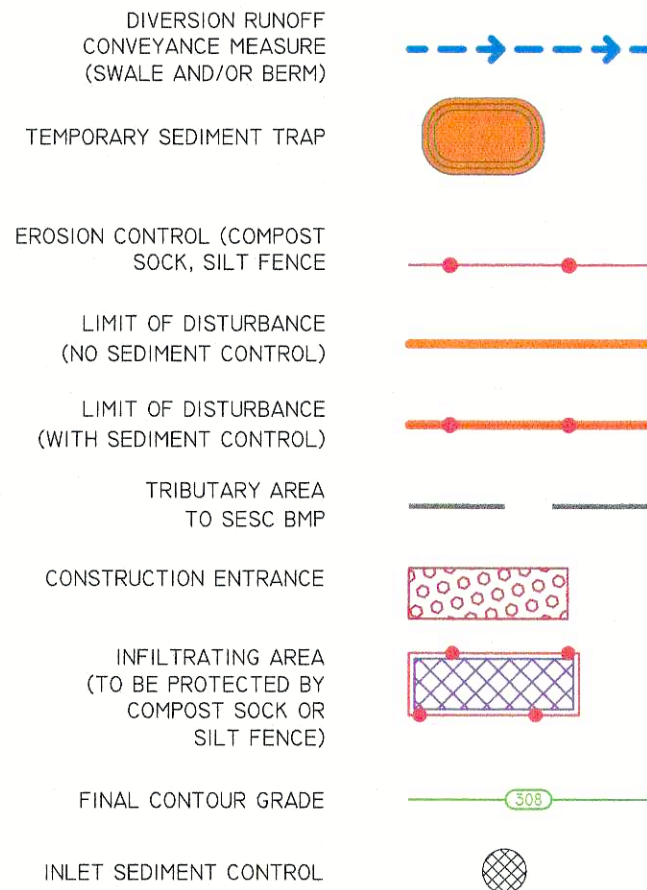 DIVERSION RUNOFF
CONVEYANCE MEASURE
(SWALE AND/OR BERM)
TEMPORARY SEDIMENT TRAP
EROSION CONTROL (COMPOST
SOCK, SILT FENCE
LIMIT OF DISTURBANCE
(NO SEDIMENT CONTROL)
LIMIT OF DISTURBANCE
(WITH SEDIMENT CONTROL)
TRIBUTARY AREA
TO SESC BMP
CONSTRUCTION ENTRANCE
INFILTRATING AREA
(TO BE PROTECTED BY
COMPOST SOCK OR
SILT FENCE)
FINAL CONTOUR GRADE
308
INLET SEDIMENT CONTROL